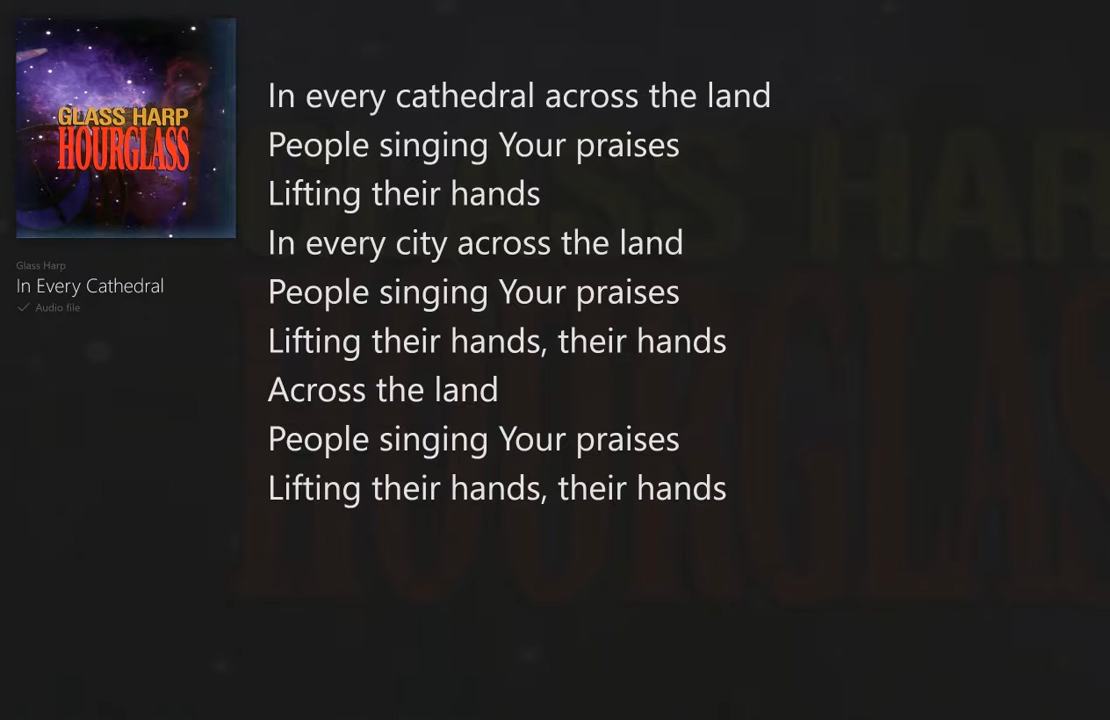 GLASS HARP
HOURGLASS
Glass Harp
In Every Cathedral
Audio file
In every cathedral across the land
People singing Your praises
Lifting their hands
In every city across the land
People singing Your praises
Lifting their hands, their hands
Across the land
People singing Your praises
Lifting their hands, their hands